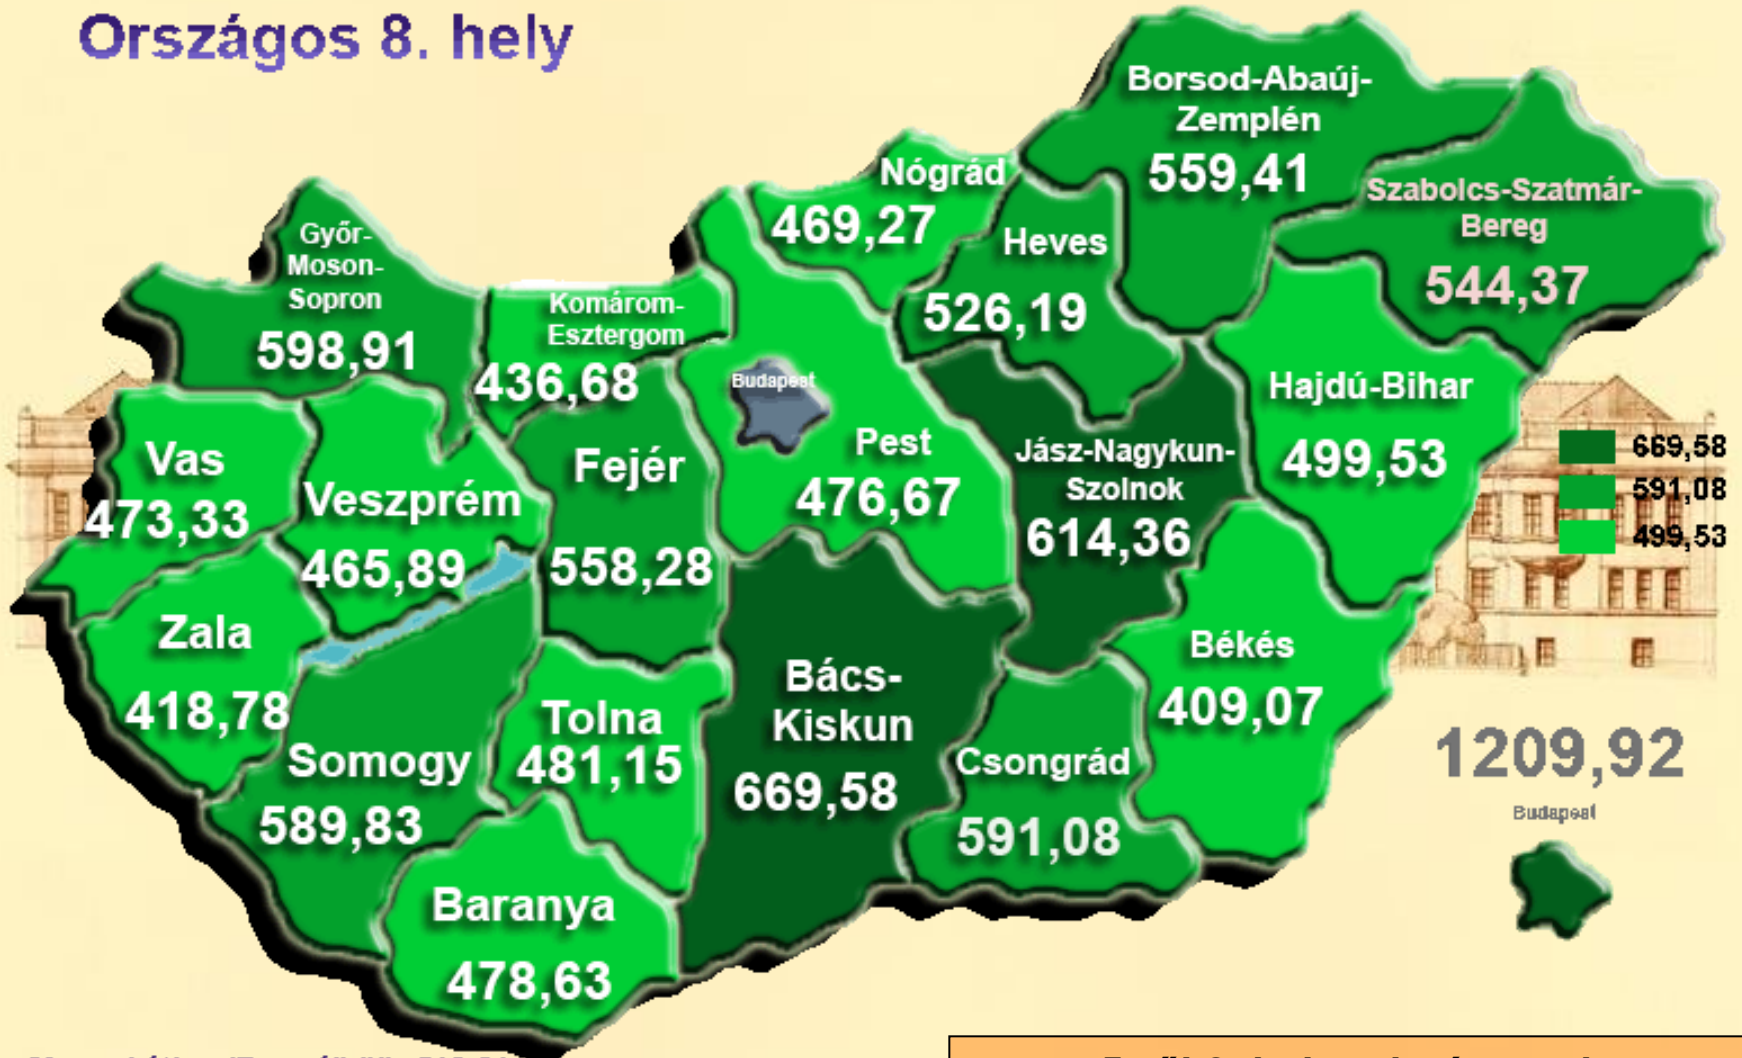 Országos 8. hely
Borsod-Abaúj-
Zemplén
559,41
Szabolcs-Szatmár-
Bereg
544,37
Nógrád
469,27
Heves
526,19
Győr-
Moson-
Sopron
598,91
Komárom-
Esztergom
436,68
Budapest
Pest
476,67
Hajdú-Bihar
499,53
Jász-Nagykun-
Szolnok
614,36
Vas
473,33
Veszprém
465,89
Fejér
558,28
669,58
591,08
499,53
Zala
418,78
Somogy
589,83
Tolna
481,15
Bács-
Kiskun
669,58
Csongrád
591,08
Békés
409,07
Baranya
478,63
1209,92
Budapest